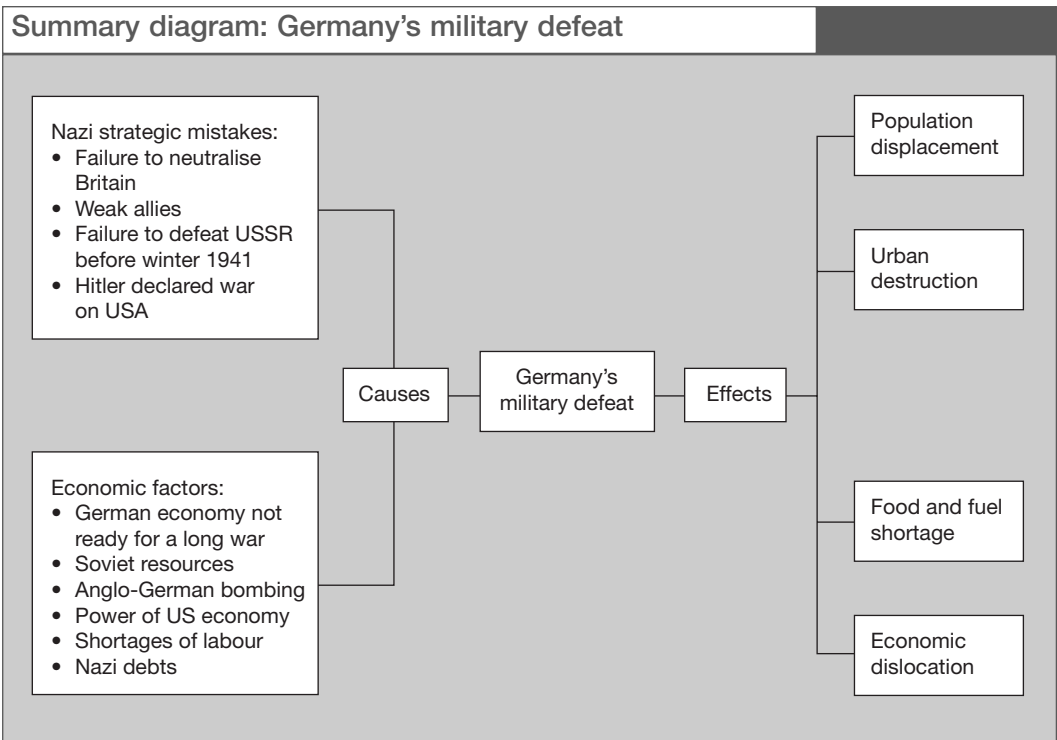 Summary diagram: Germany's military defeat
Nazi strategic mistakes:
• Failure to neutralise
Britain
• Weak allies
• Failure to defeat USSR
before winter 1941
• Hitler declared war
on USA
Economic factors:
• German economy not
ready for a long war
• Soviet resources
• Anglo-German bombing
• Power of US economy
• Shortages of labour
• Nazi debts
Causes
Germany's
military defeat
Effects
Population
displacement
Urban
destruction
Food and fuel
shortage
Economic
dislocation